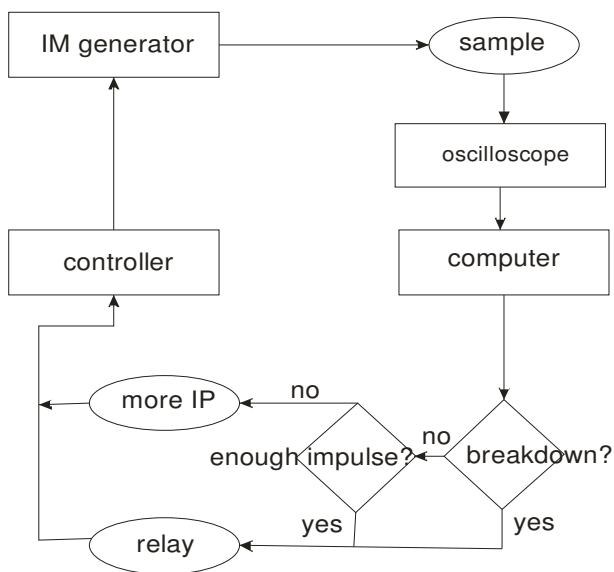 IM generator
sample
oscilloscope
controller
computer
more IP
no
enough impulse?
no
breakdown?
yes
yes
relay